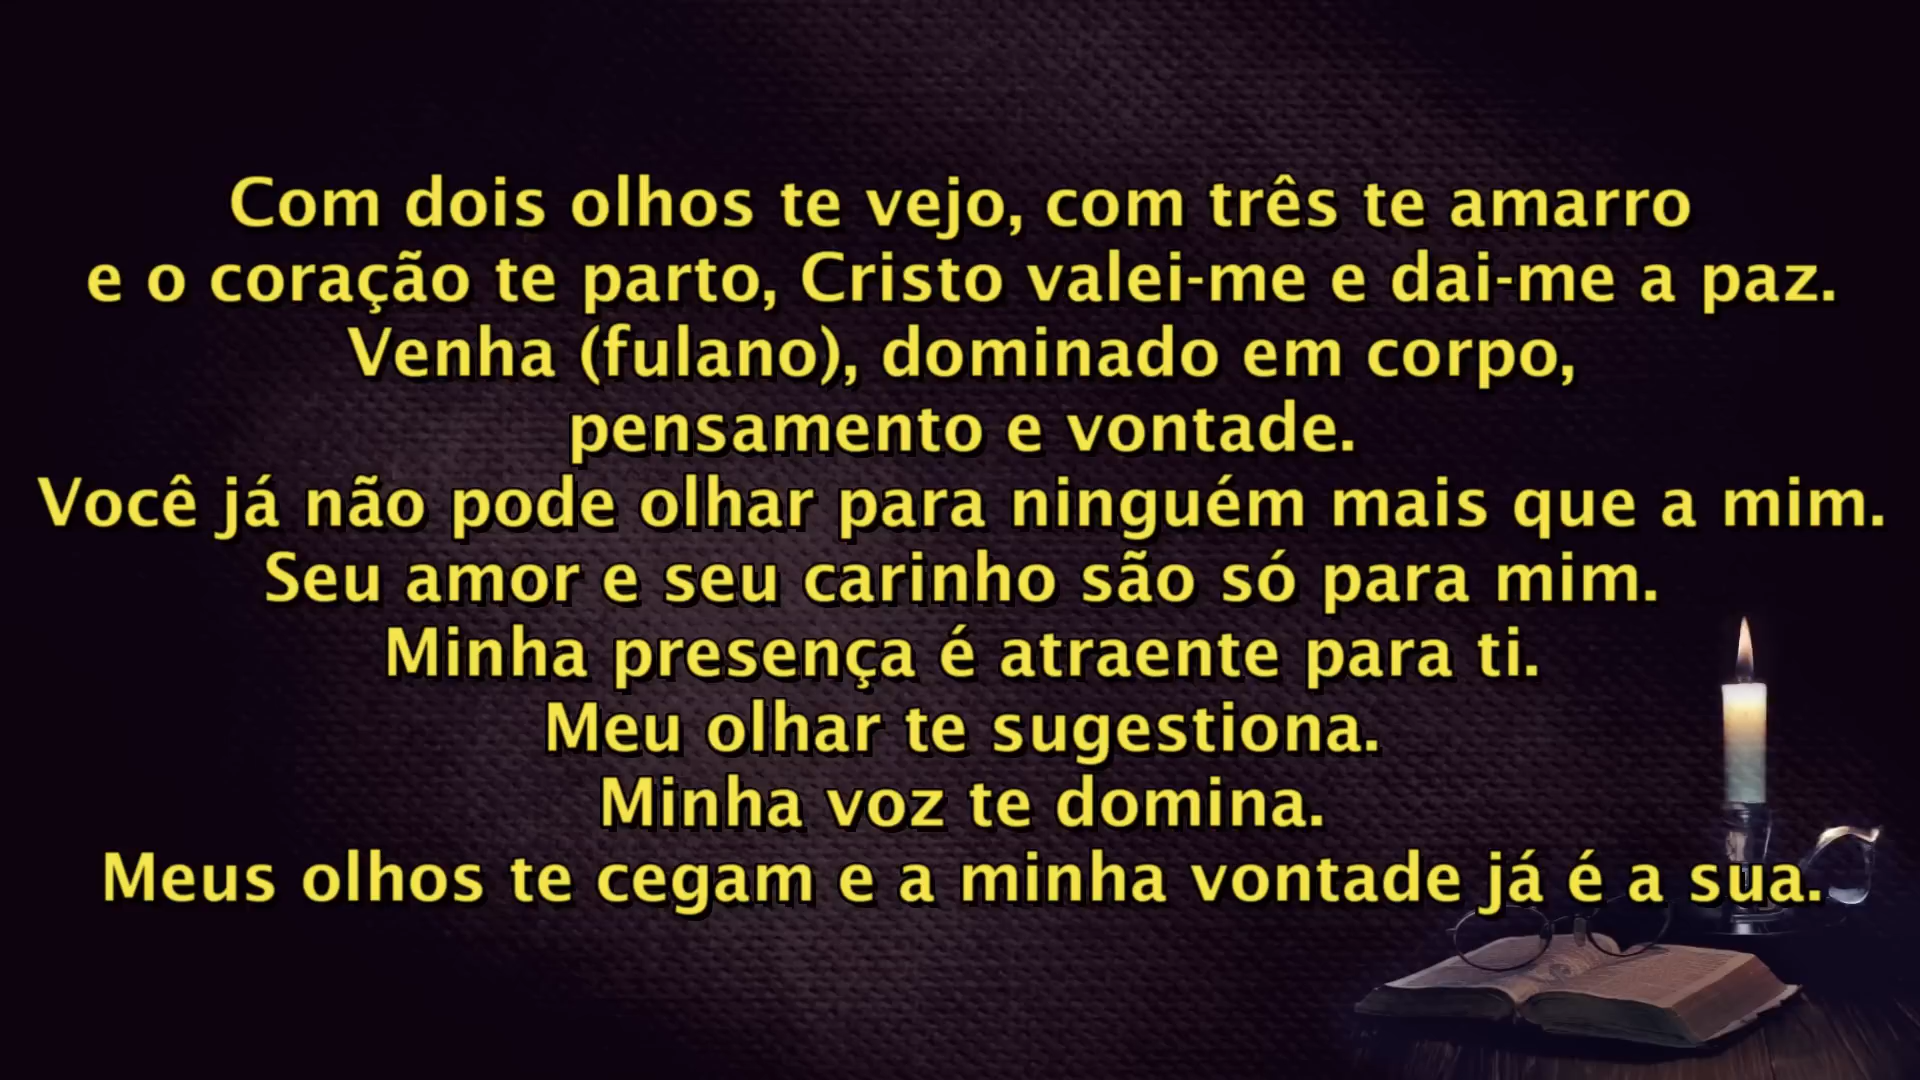 Com dois olhos te vejo, com três te amarro
e o coração te parto, Cristo valei-me e dai-me a paz.
Venha (fulano), dominado em corpo,
pensamento e vontade.
Você já não pode olhar para ninguém mais que a mim.
Seu amor e seu carinho são só para mim.
Minha presença é atraente para ti.
Meu olhar te sugestiona.
Minha voz te domina.
Meus olhos te cegam e a minha vontade já é a sua.